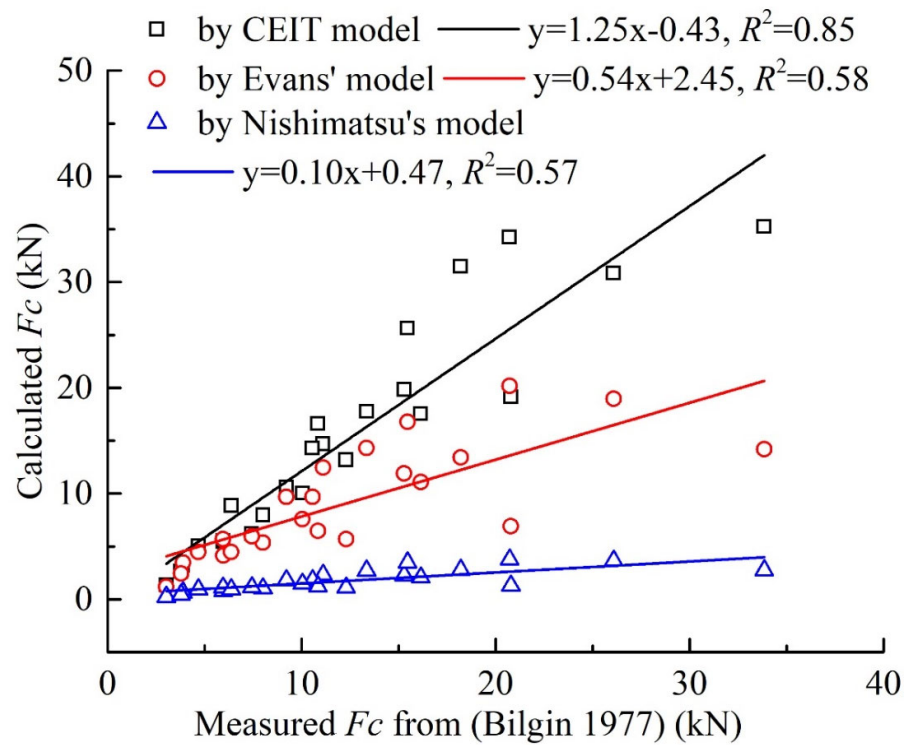 by CEIT model y=1.25x-0.43, R²=0.85
by Evans' model y=0.54x+2.45, R²=0.58
by Nishimatsu's model
y=0.10x+0.47, R²=0.57
50
40
30
20
10
0
Calculated Fc (kN)
0 10 20 30 40
Measured Fc from (Bilgin 1977) (kN)